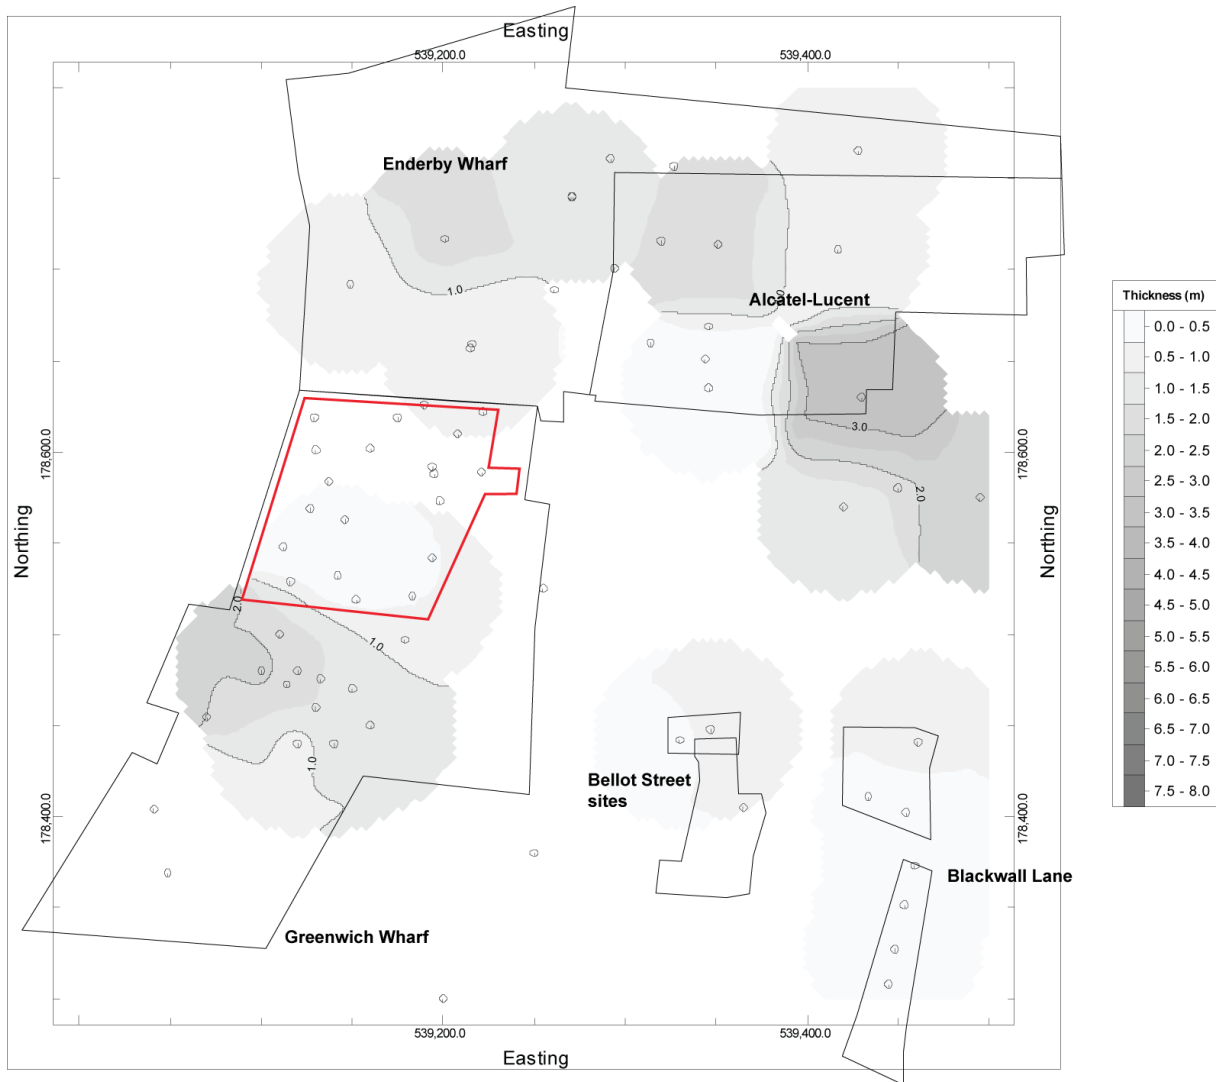 Easting
539,200.0
539,400.0
Enderby Wharf
1.0
Alcatel-Lucent
Thickness (m)
0.0 - 0.5
0.5 - 1.0
1.0 - 1.5
1.5 - 2.0
2.0 - 2.5
2.5 - 3.0
3.0 - 3.5
3.5 - 4.0
4.0 - 4.5
4.5 - 5.0
5.0 - 5.5
5.5 - 6.0
6.0 - 6.5
6.5 - 7.0
7.0 - 7.5
7.5 - 8.0
178,600.0
3.0
178,600.0
2.0
Northing
Northing
2.0
1.0
1.0
178,400.0
Bellot Street
sites
178,400.0
Blackwall Lane
Greenwich Wharf
539,200.0
539,400.0
Easting